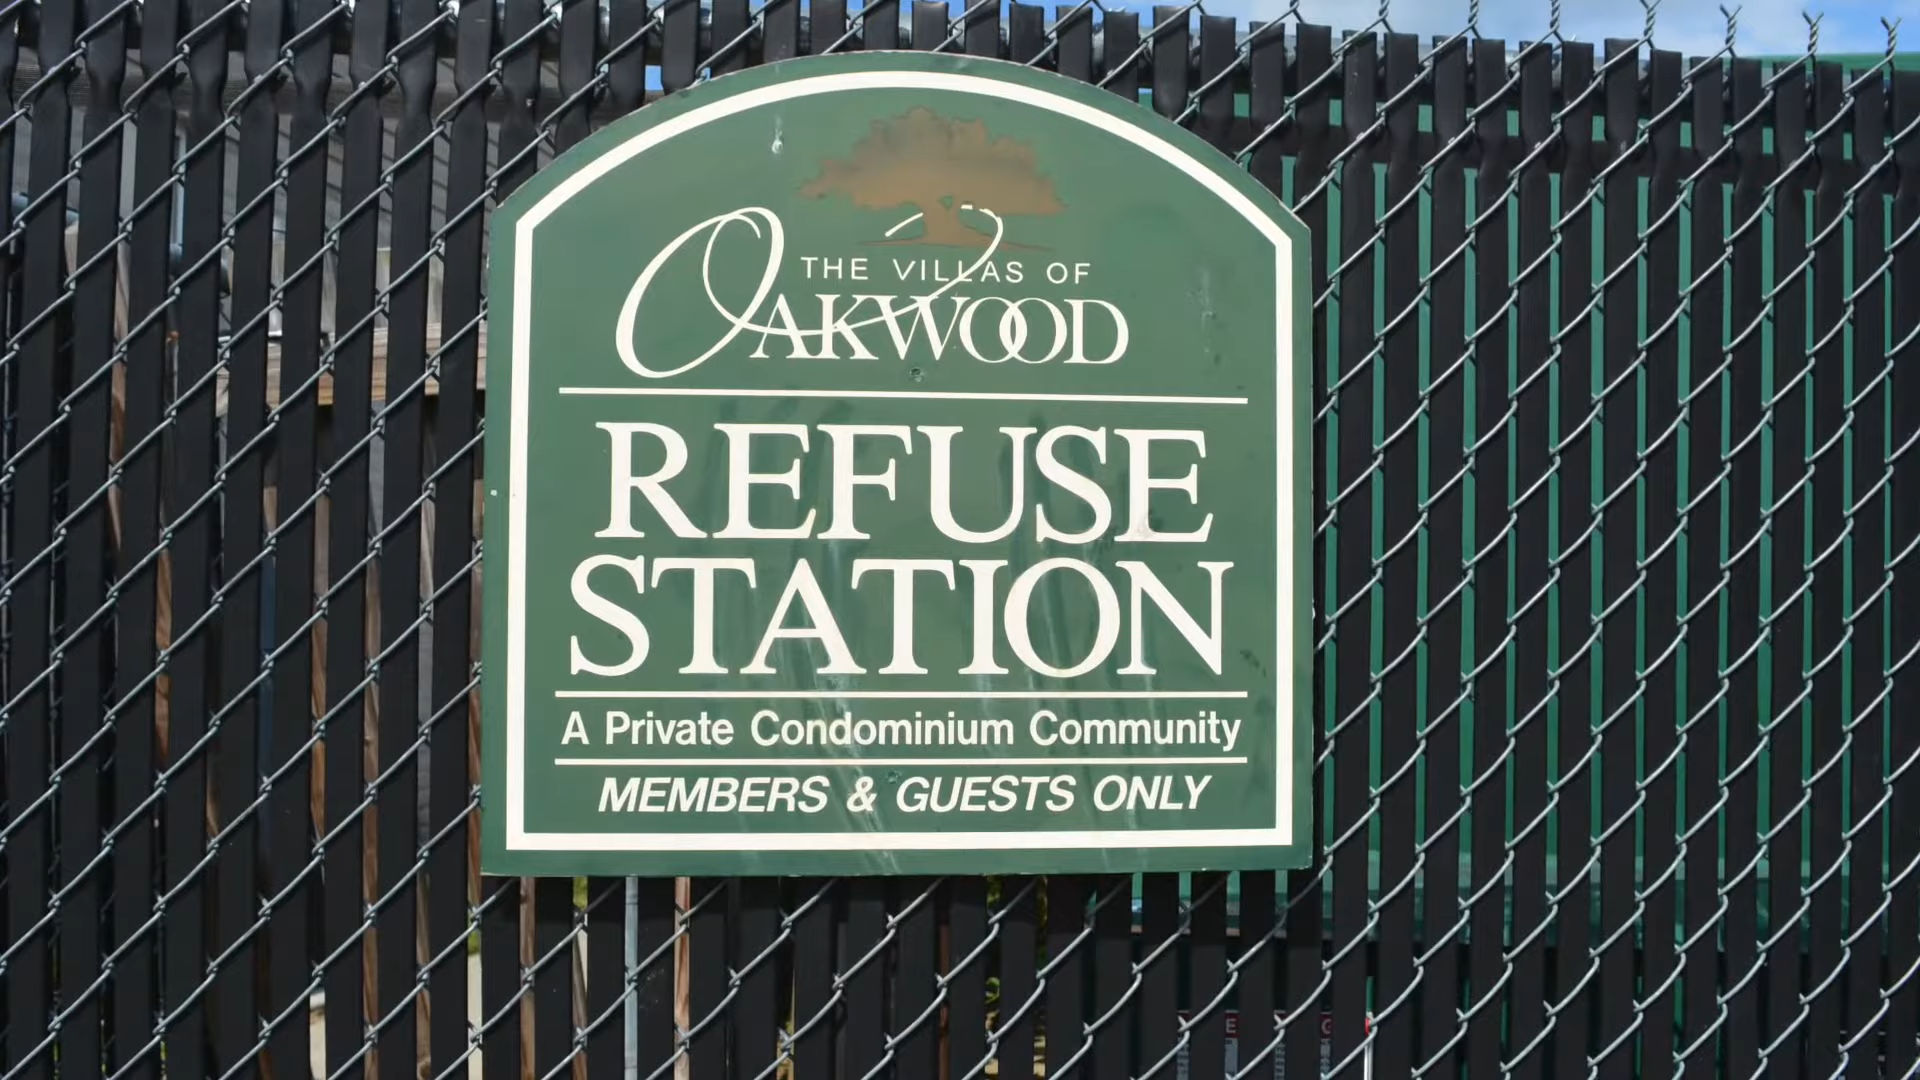 THE VILLAS OF
OAKWOOD
REFUSE
STATION
A Private Condominium Community
MEMBERS & GUESTS ONLY